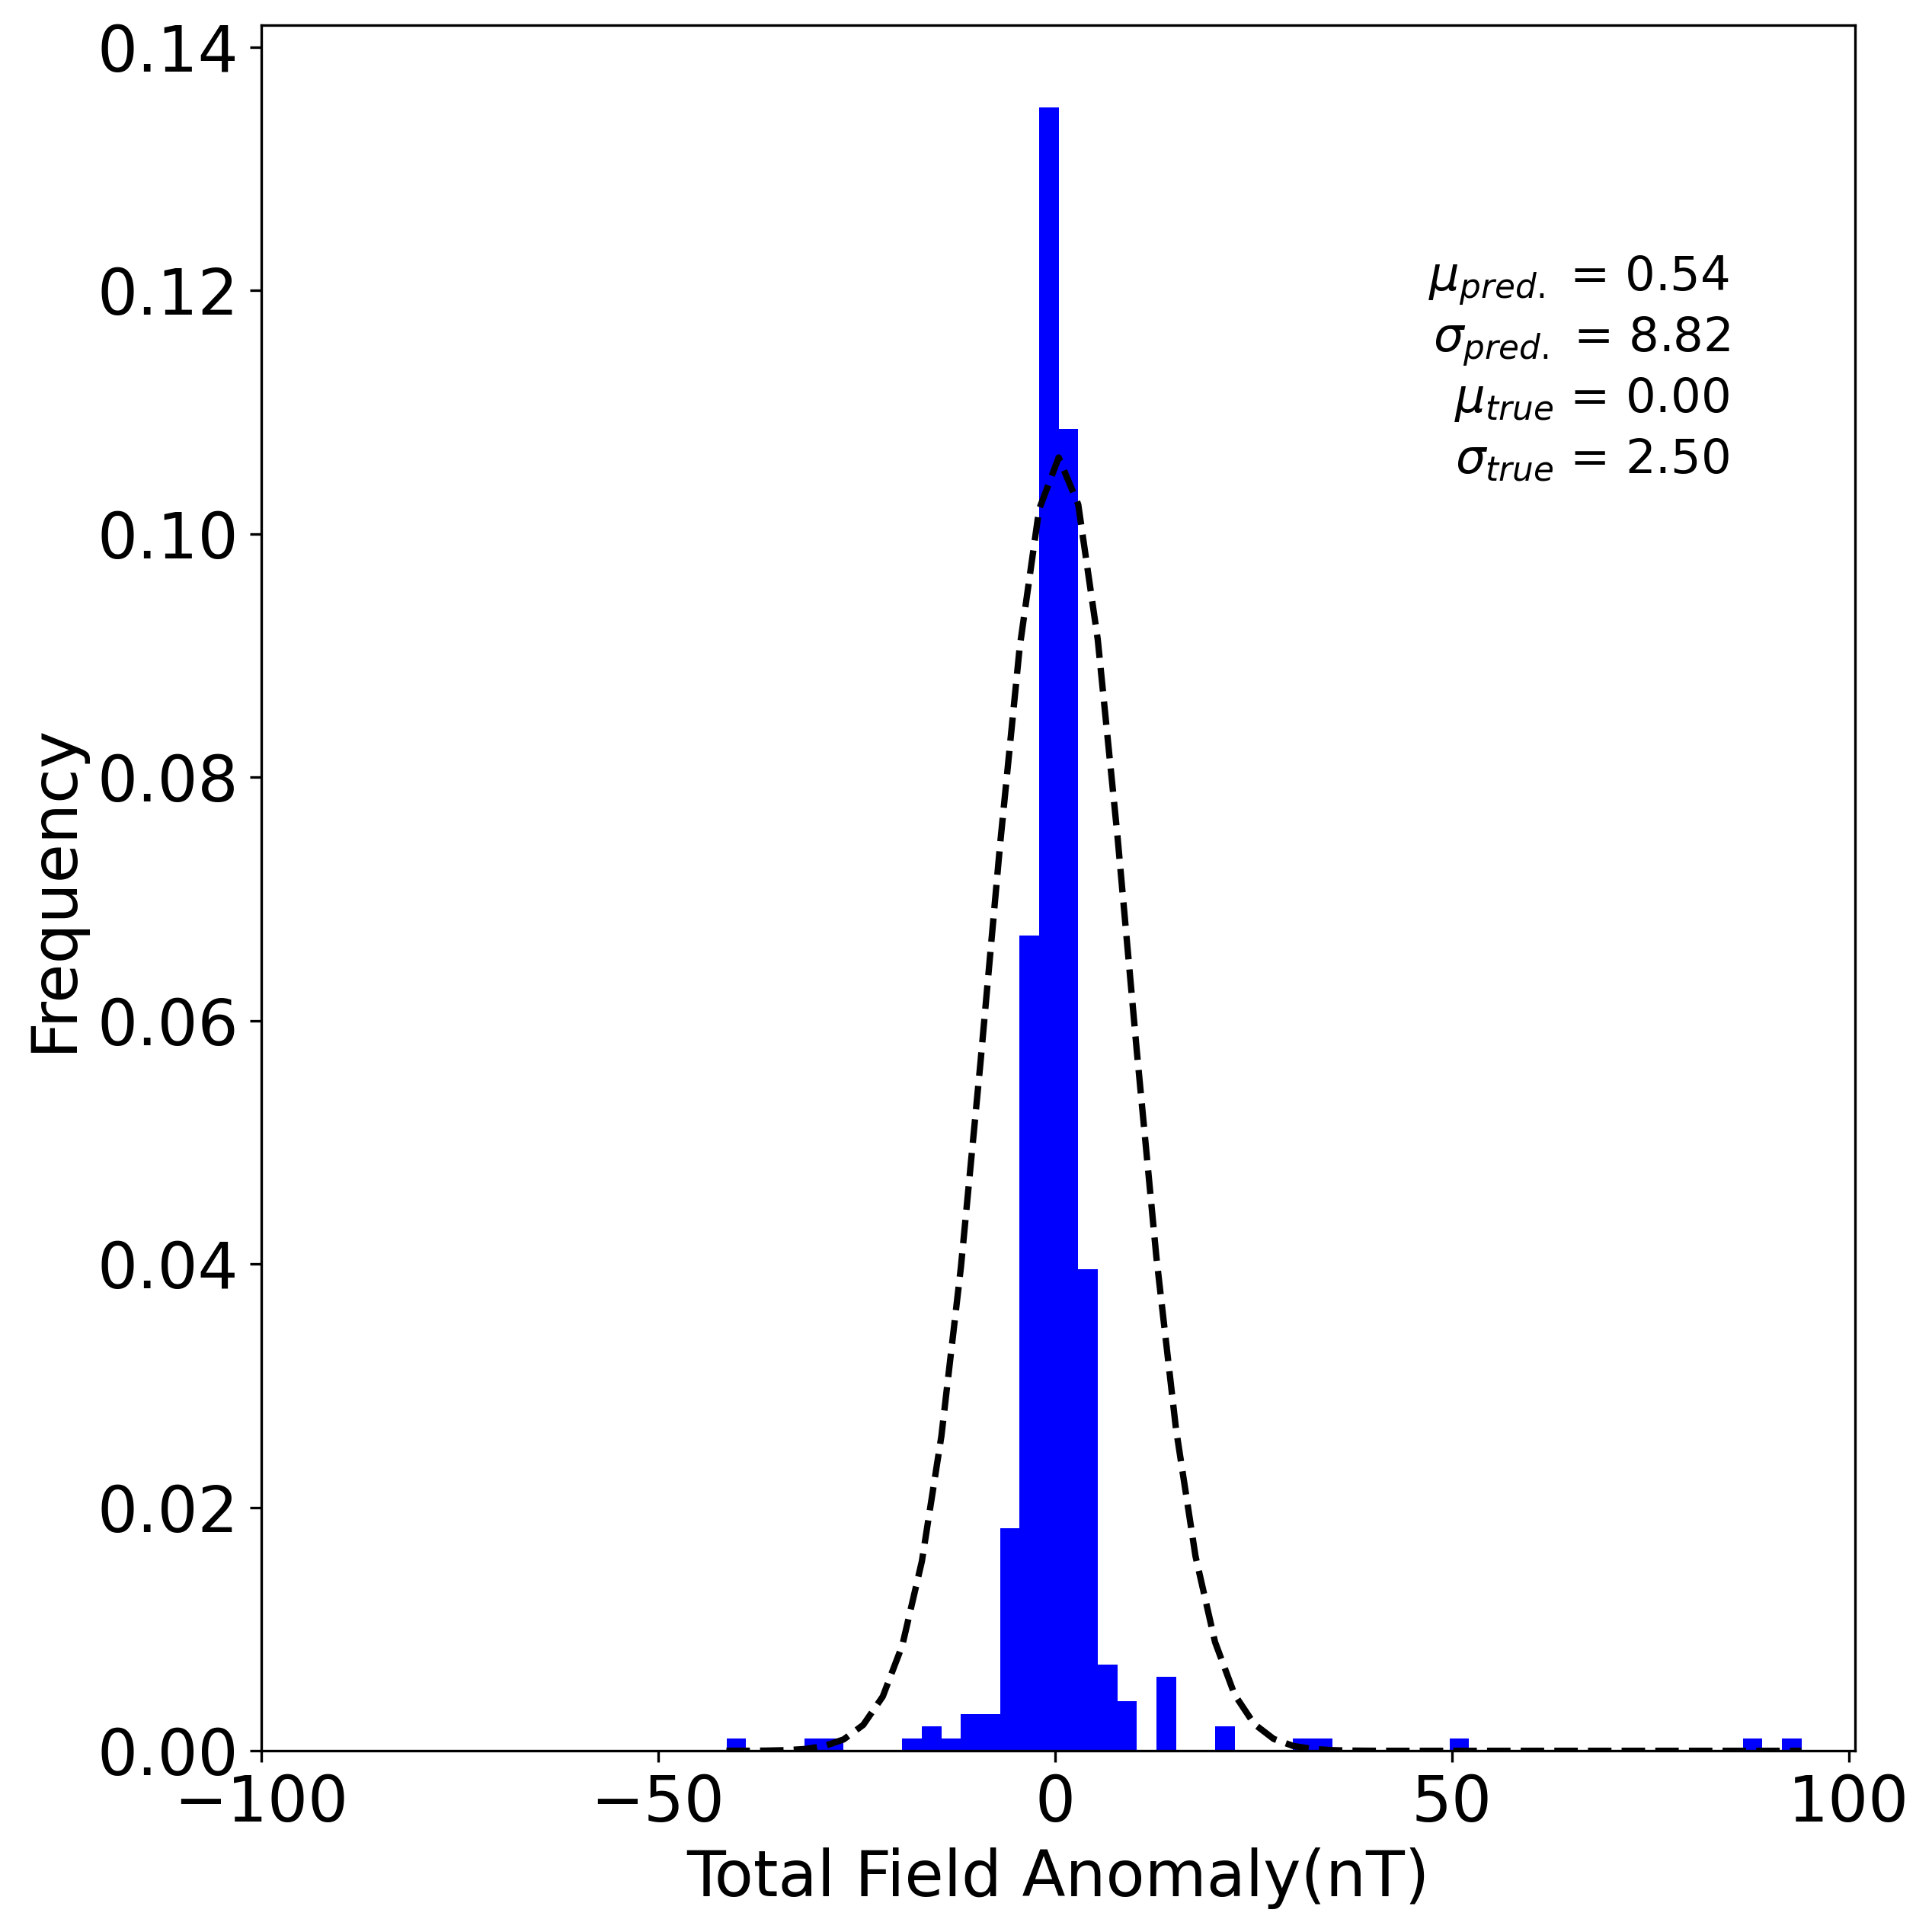 0.14
0.12
0.10
0.08
0.06
0.04
0.02
0.00
Frequency
μpred. = 0.54
σpred. = 8.82
μtrue = 0.00
σtrue = 2.50
−100
−50
0
50
100
Total Field Anomaly(nT)